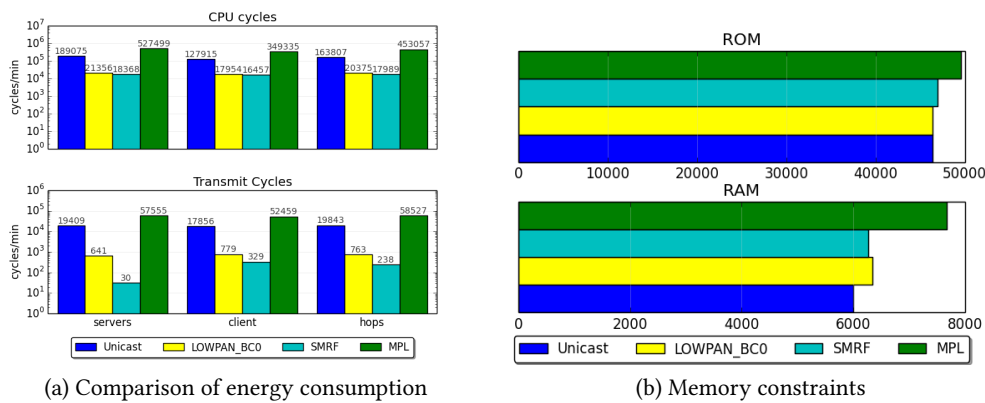 CPU cycles
cycles/min
10^7
10^6
10^5
10^4
10^3
10^2
10^1
10^0
189075 21356 18368 527499 127915 17954 16457 349335 163807 20375 17989 453057
Transmit Cycles
cycles/min
10^6
10^5
10^4
10^3
10^2
10^1
10^0
19409 641 30 57555 17856 779 329 52459 19843 763 238 58527
servers client hops
Unicast LOWPAN_BC0 SMRF MPL
(a) Comparison of energy consumption
ROM
0 10000 20000 30000 40000 50000
RAM
0 2000 4000 6000 8000
Unicast LOWPAN_BC0 SMRF MPL
(b) Memory constraints